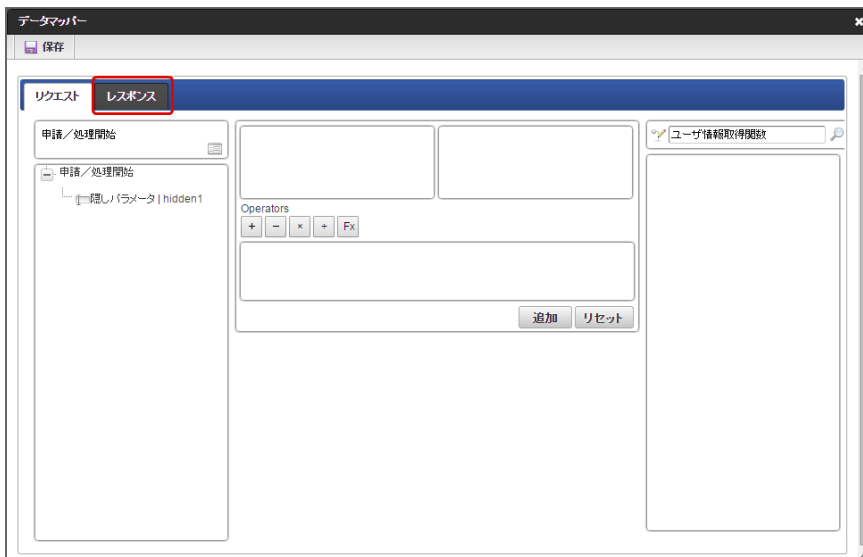 データマッパー
保存
リクエスト レスポンス
申請/処理開始
申請/処理開始
隠しパラメータ | hidden1
Operators
+ − × ÷ Fx
追加 リセット
ユーザ情報取得関数